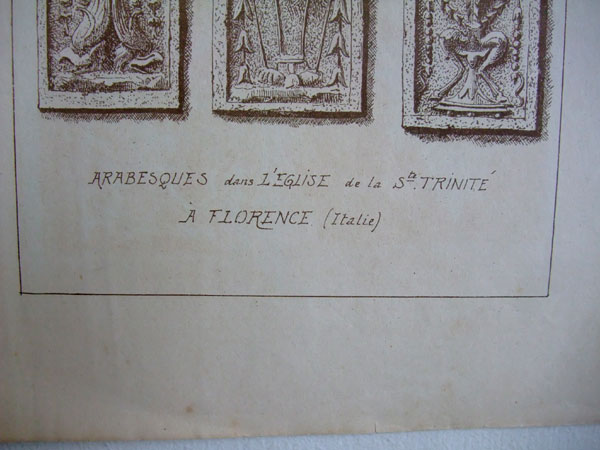 ARABESQUES dans L'EGLISE de la Ste. TRINITÉ
À FLORENCE (Italie)